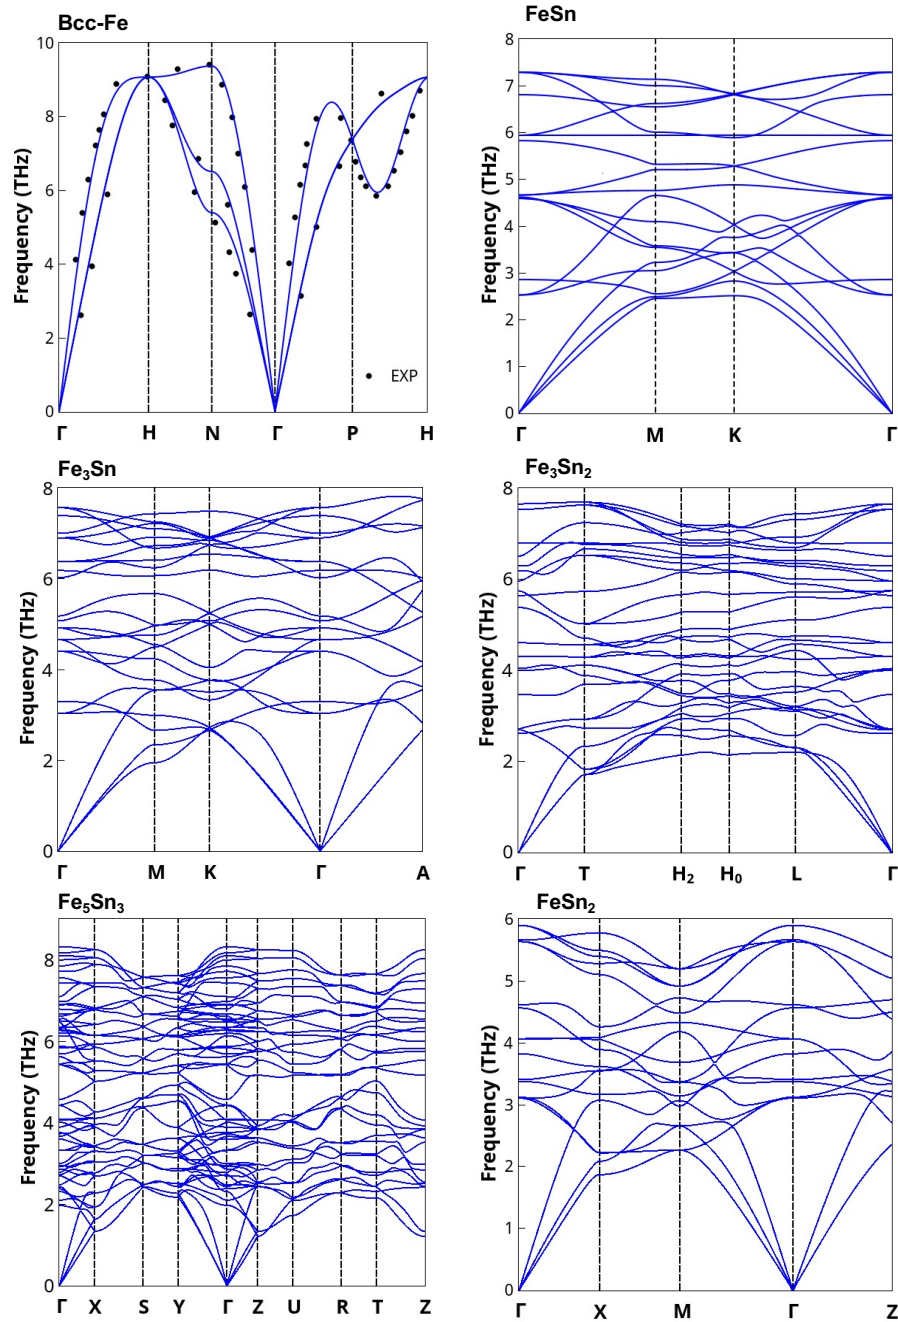 Bcc-Fe
Frequency (THz)
10
8
6
4
2
0
EXP
Γ H N Γ P H
FeSn
Frequency (THz)
8
7
6
5
4
3
2
1
0
Γ M K Γ
Fe₃Sn
Frequency (THz)
8
6
4
2
0
Γ M K Γ A
Fe₃Sn₂
Frequency (THz)
8
6
4
2
0
Γ T H₂ H₀ L Γ
Fe₅Sn₃
Frequency (THz)
8
6
4
2
0
Γ X S Y Γ Z U R T Z
FeSn₂
Frequency (THz)
6
5
4
3
2
1
0
Γ X M Γ Z